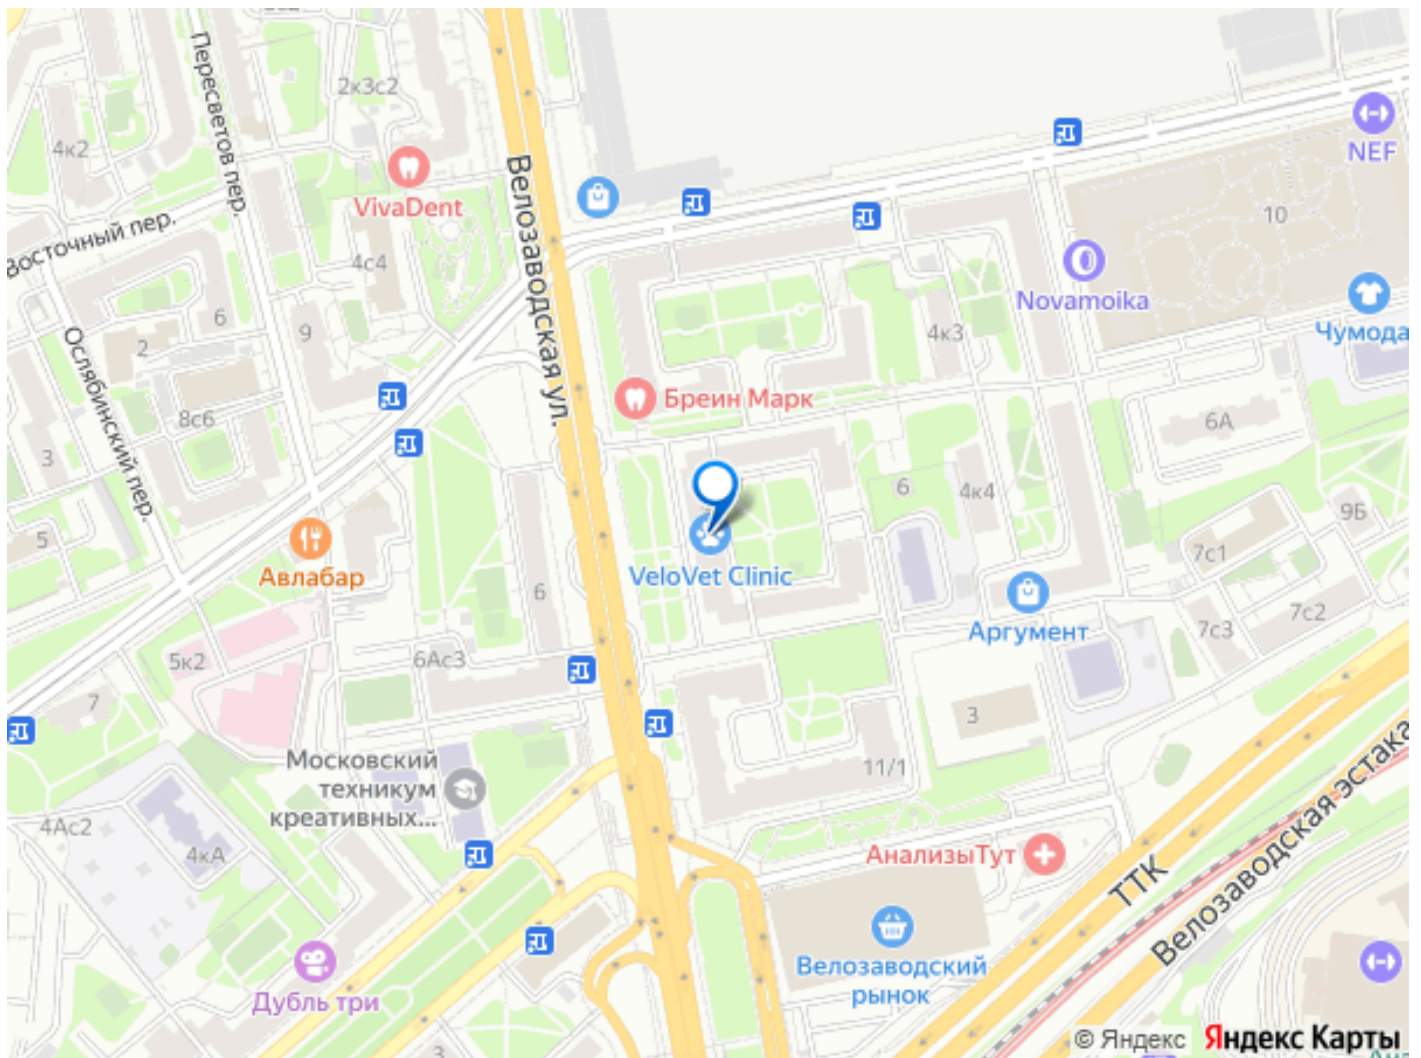 Пересветов пер.
2к3с2
4к2
VivaDent
Восточный пер.
4с4
Велозаводская ул.
NEF
10
Novamoika
Чумода
6
9
2
4к3
Ослябинский пер.
8с6
Бреин Марк
6А
3
6
4к4
9Б
5
Авлабар
VeloVet Clinic
7с1
6
Аргумент
7с2
7с3
5к2
6Ас3
7
3
Московский
техникум
креативных...
11/1
4Ас2
4кА
АнализыТут
ТТК
Велозаводская эстака
Велозаводский
рынок
Дубль три
3
© Яндекс
Яндекс Карты